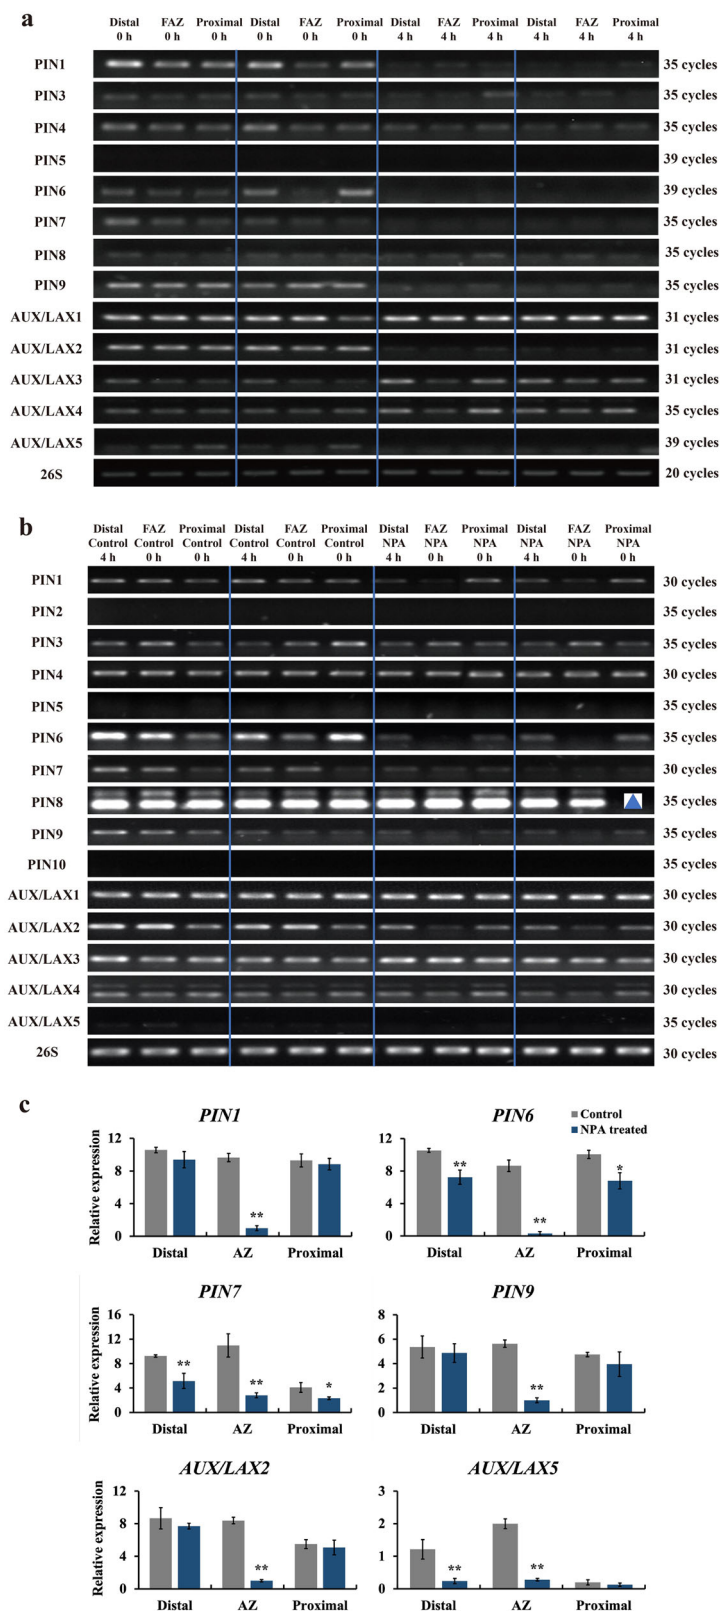 a
Distal FAZ Proximal Distal FAZ Proximal Distal FAZ Proximal Distal FAZ Proximal
0 h 0 h 0 h 0 h 0 h 0 h 4 h 4 h 4 h 4 h 4 h 4 h
PIN1 35 cycles
PIN3 35 cycles
PIN4 35 cycles
PIN5 39 cycles
PIN6 39 cycles
PIN7 35 cycles
PIN8 35 cycles
PIN9 35 cycles
AUX/LAX1 31 cycles
AUX/LAX2 31 cycles
AUX/LAX3 31 cycles
AUX/LAX4 35 cycles
AUX/LAX5 39 cycles
26S 20 cycles
b
Distal FAZ Proximal Distal FAZ Proximal Distal FAZ Proximal Distal FAZ Proximal
Control Control Control Control Control Control NPA NPA NPA NPA NPA NPA
4 h 0 h 0 h 4 h 0 h 0 h 4 h 0 h 0 h 4 h 0 h 0 h
PIN1 30 cycles
PIN2 35 cycles
PIN3 35 cycles
PIN4 30 cycles
PIN5 35 cycles
PIN6 35 cycles
PIN7 30 cycles
PIN8 35 cycles
PIN9 35 cycles
PIN10 35 cycles
AUX/LAX1 30 cycles
AUX/LAX2 30 cycles
AUX/LAX3 30 cycles
AUX/LAX4 30 cycles
AUX/LAX5 35 cycles
26S 30 cycles
c
PIN1
Relative expression
12
8
4
0
**
Distal AZ Proximal
PIN6
Control
NPA treated
12
8
4
0
** ** *
Distal AZ Proximal
PIN7
Relative expression
16
12
8
4
0
** ** *
Distal AZ Proximal
PIN9
8
6
4
2
0
**
Distal AZ Proximal
AUX/LAX2
Relative expression
12
8
4
0
**
Distal AZ Proximal
AUX/LAX5
3
2
1
0
** **
Distal AZ Proximal